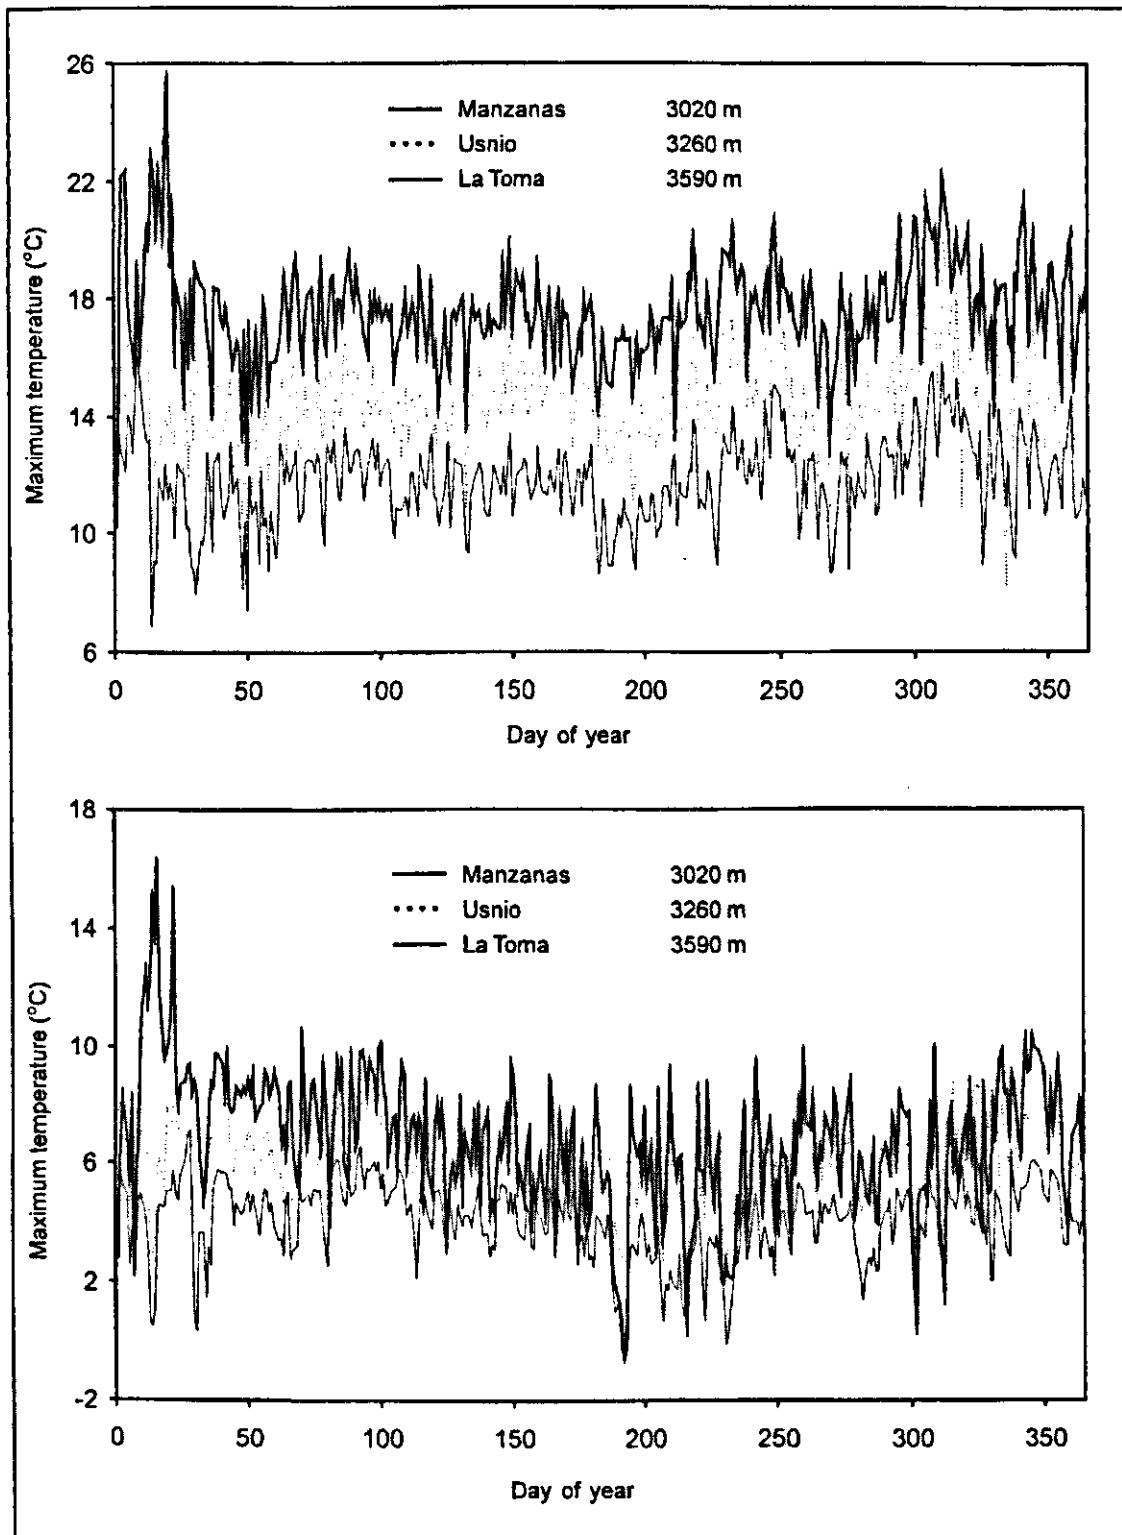 26
22
18
14
10
6
Maximum temperature (°C)
Manzanas 3020 m
Usnio 3260 m
La Toma 3590 m
0 50 100 150 200 250 300 350
Day of year
18
14
10
6
2
-2
Maximum temperature (°C)
Manzanas 3020 m
Usnio 3260 m
La Toma 3590 m
0 50 100 150 200 250 300 350
Day of year